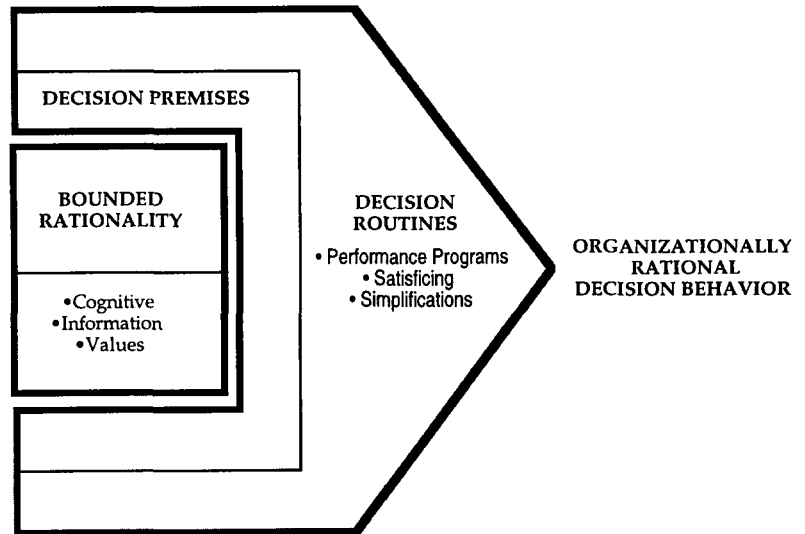 DECISION PREMISES
BOUNDED
RATIONALITY
•Cognitive
•Information
•Values
DECISION
ROUTINES
• Performance Programs
• Satisficing
• Simplifications
ORGANIZATIONALLY
RATIONAL
DECISION BEHAVIOR